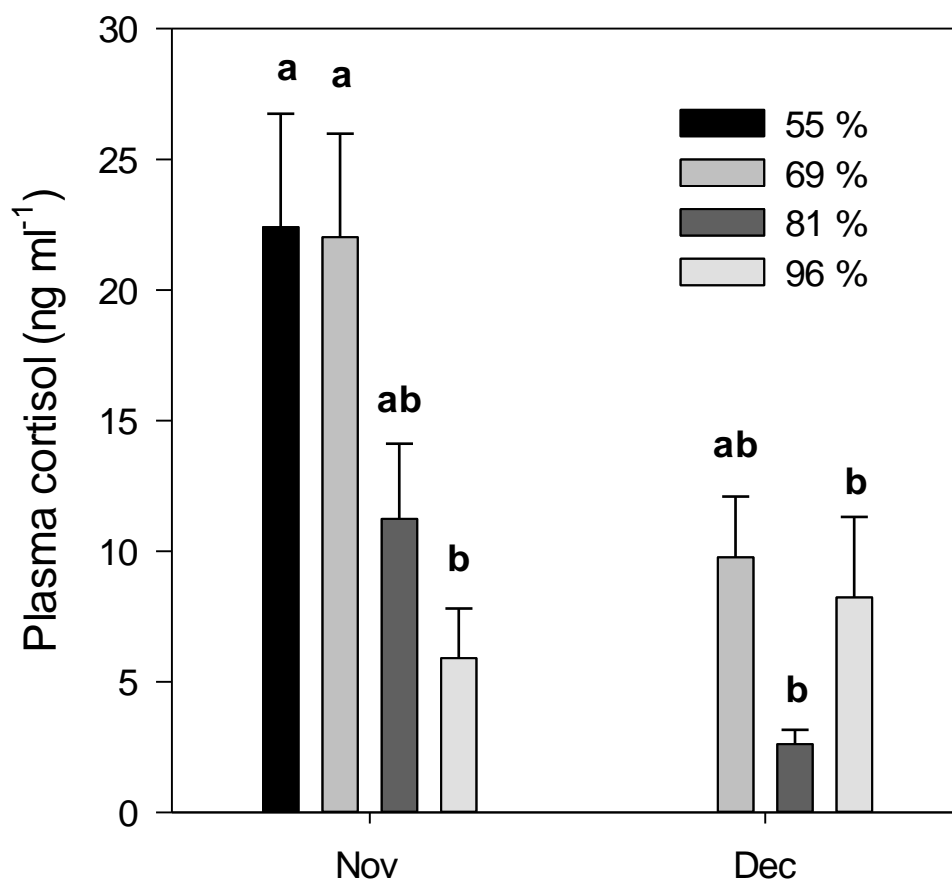 Plasma cortisol (ng ml⁻¹)
30
25
20
15
10
5
0
a
a
ab
b
ab
b
b
55 %
69 %
81 %
96 %
Nov
Dec